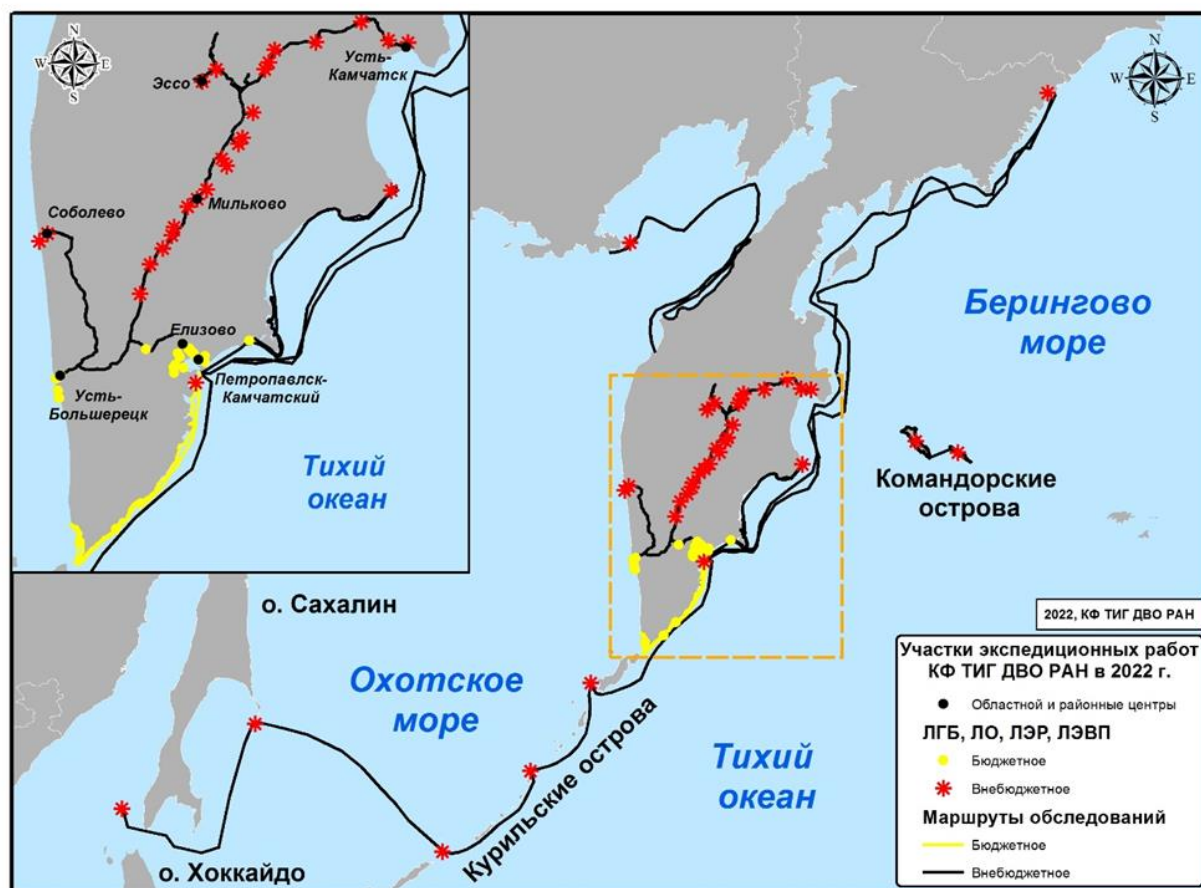 N
W E
S
Эссо
Усть-
Камчатск
Соболево
Мильково
Елизово
Петропавлск-
Камчатский
Усть-
Большерецк
Тихий
океан
N
W E
S
Берингово
море
Командорские
острова
о. Сахалин
Охотское
море
Курильские острова
Тихий
океан
о. Хоккайдо
2022, КФ ТИГ ДВО РАН
Участки экспедиционных работ
КФ ТИГ ДВО РАН в 2022 г.
Областной и районные центры
ЛГБ, ЛО, ЛЭР, ЛЭВП
Бюджетное
Внебюджетное
Маршруты обследований
Бюджетное
Внебюджетное